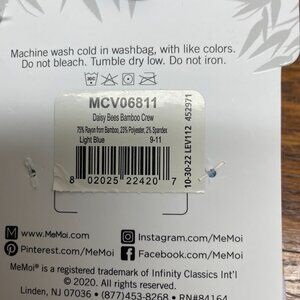 Machine wash cold in washbag, with like colors.
Do not bleach. Tumble dry low. Do not iron.
MCV06811
Daisy Bees Bamboo Crew
75% Rayon from Bamboo, 23% Polyester, 2% Spandex
Light Blue 9-11
8 02025 22420 7
10-30-22 LEV112 452971
www.MeMoi.com
Instagram.com/MeMoi
Pinterest.com/MeMoi
Facebook.com/MeMoi
MeMoi® is a registered trademark of Infinity Classics Int'l
© 2020. All rights reserved.
Linden, NJ 07036 • (877)453-8268 • RN#84164